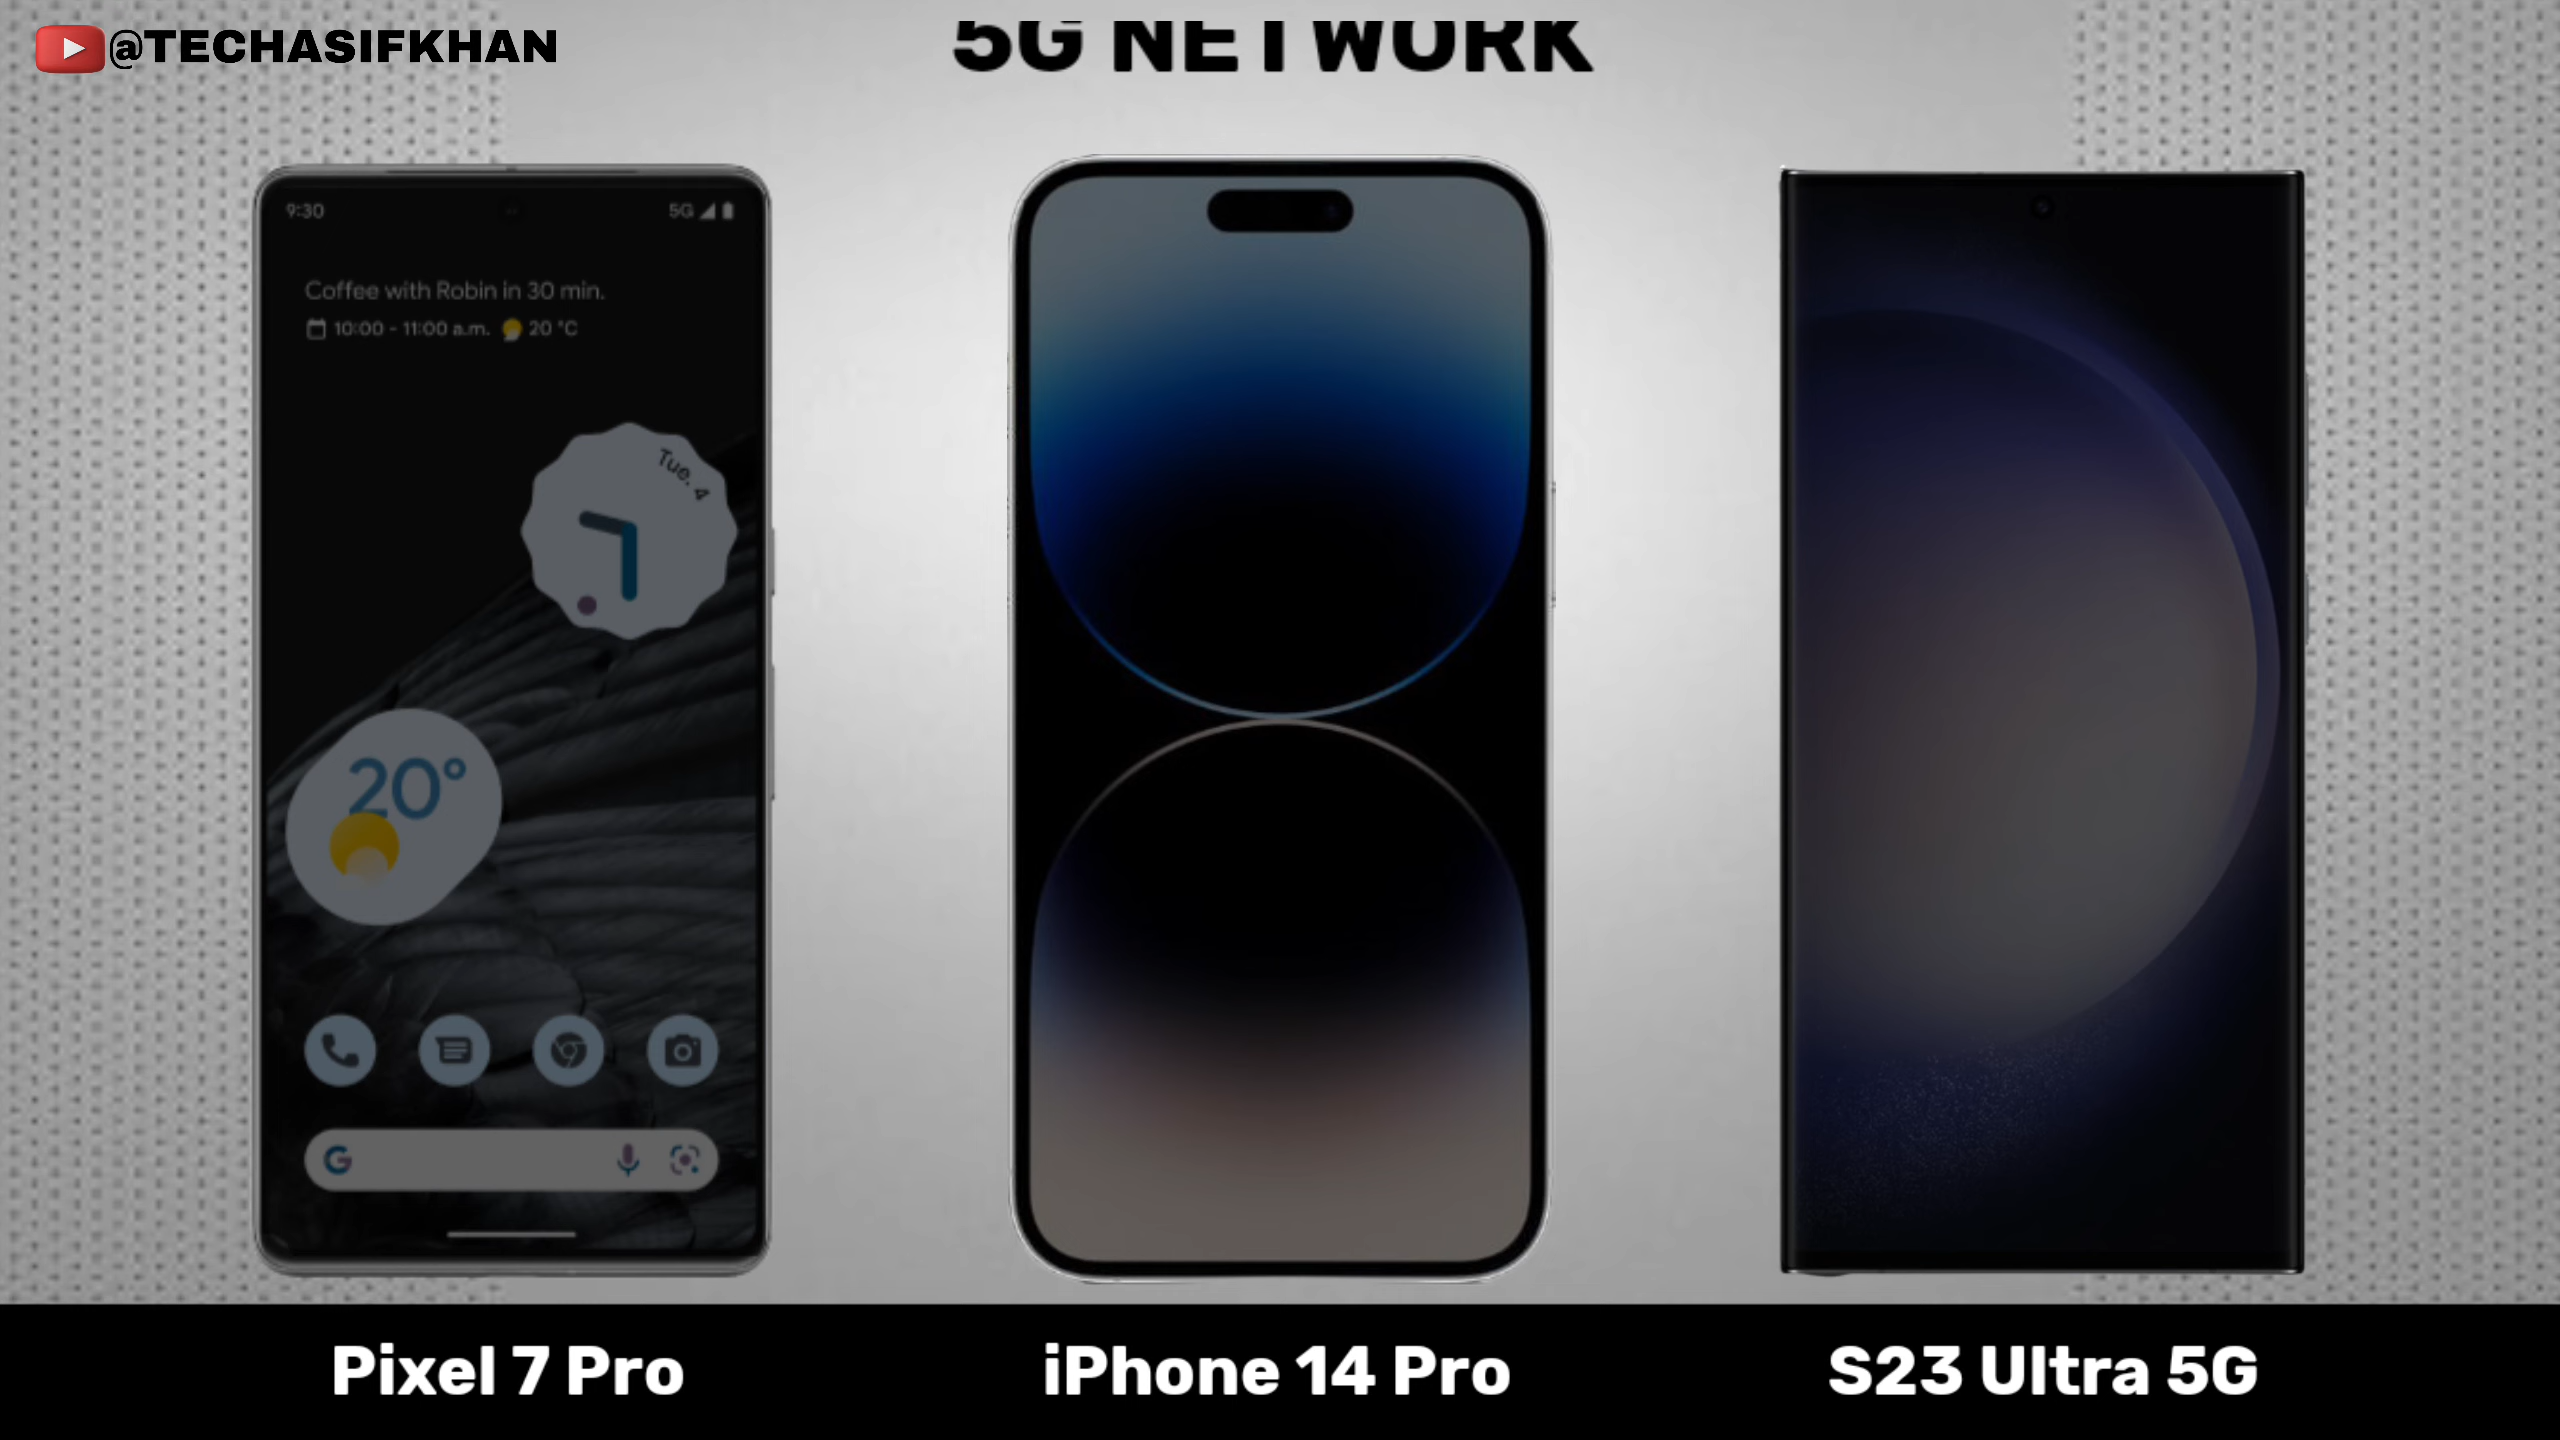 @TECHASIFKHAN
5G NETWORK
9:30
5G
Coffee with Robin in 30 min.
10:00 - 11:00 a.m. 20 °C
Tue. 4
20°
G
Pixel 7 Pro
iPhone 14 Pro
S23 Ultra 5G